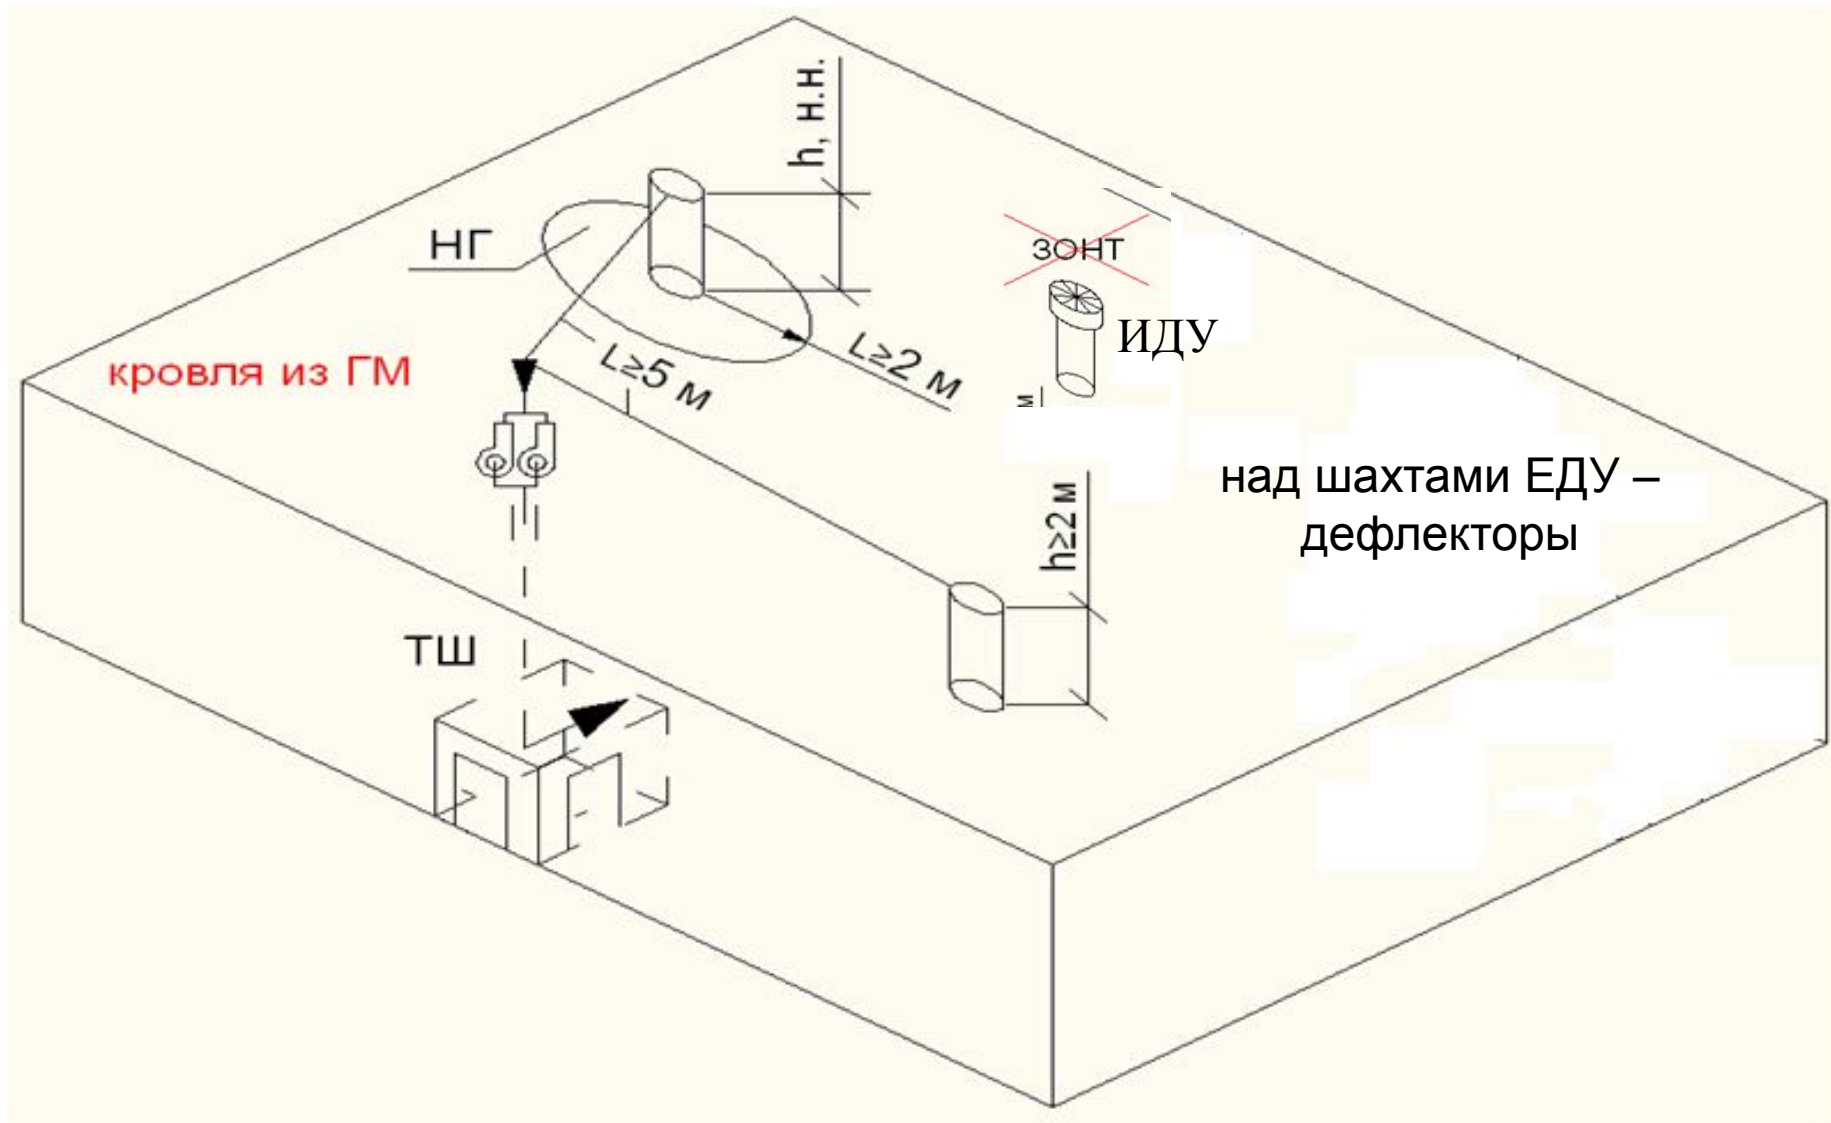 h, н.н.
НГ
ЗОНТ
ИДУ
кровля из ГМ
L≥5 м
L≥2 м
м
над шахтами ЕДУ –
дефлекторы
h≥2 м
ТШ